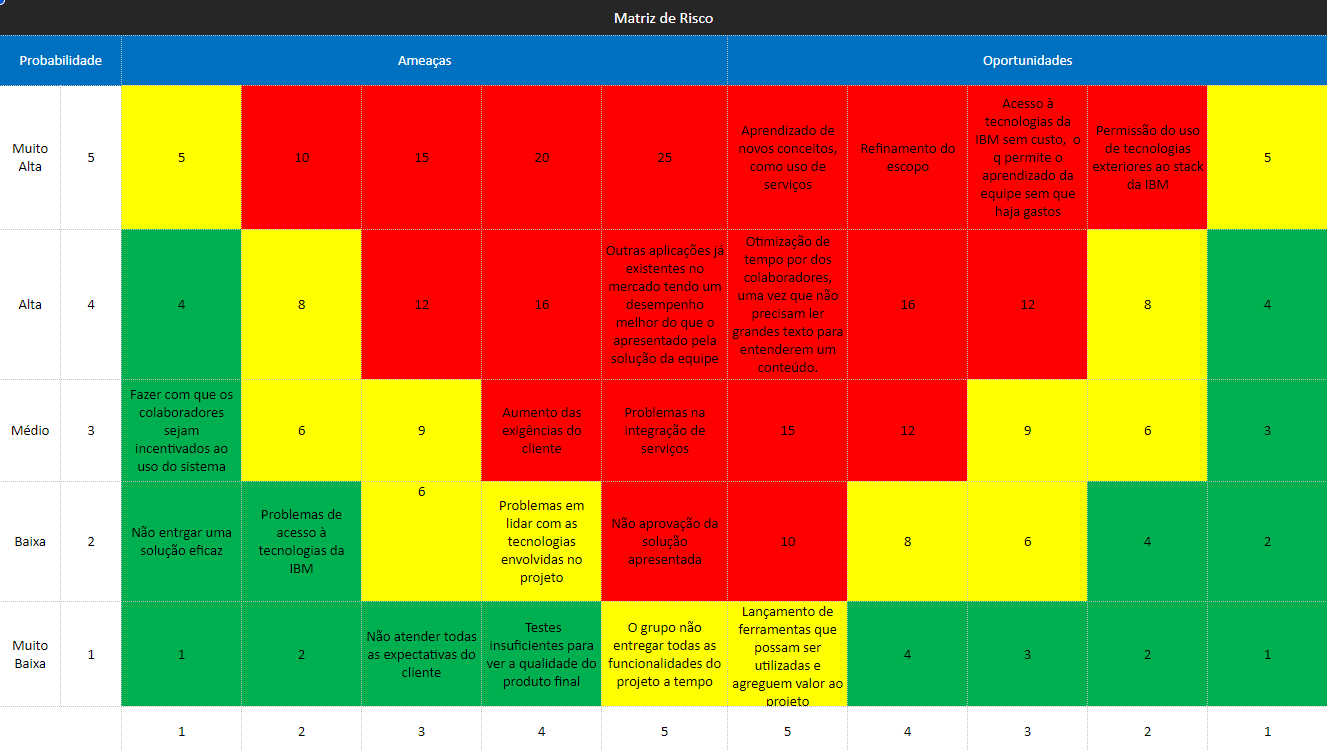 Matriz de Risco
Probabilidade
Ameaças
Oportunidades
Muito
Alta
5
5
10
15
20
25
Aprendizado de
novos conceitos,
como uso de
serviços
Refinamento do
escopo
Acesso à
tecnologias da
IBM sem custo, o
q permite o
aprendizado da
equipe sem que
haja gastos
Permissão do uso
de tecnologias
exteriores ao stack
da IBM
5
Alta
4
4
8
12
16
Outras aplicações já
existentes no
mercado tendo um
desempenho
melhor do que o
apresentado pela
solução da equipe
Otimização de
tempo por dos
colaboradores,
uma vez que não
precisam ler
grandes texto para
entenderem um
conteúdo.
16
12
8
4
Médio
3
Fazer com que os
colaboradores
sejam
incentivados ao
uso do sistema
6
9
Aumento das
exigências do
cliente
Problemas na
integração de
serviços
15
12
9
6
3
Baixa
2
Não entrgar uma
solução eficaz
Problemas de
acesso à
tecnologias da
IBM
6
Problemas em
lidar com as
tecnologias
envolvidas no
projeto
Não aprovação da
solução
apresentada
10
8
6
4
2
Muito
Baixa
1
1
2
Não atender todas
as expectativas do
cliente
Testes
insuficientes para
ver a qualidade do
produto final
O grupo não
entregar todas as
funcionalidades do
projeto a tempo
Lançamento de
ferramentas que
possam ser
utilizadas e
agreguem valor ao
projeto
4
3
2
1
1
2
3
4
5
5
4
3
2
1